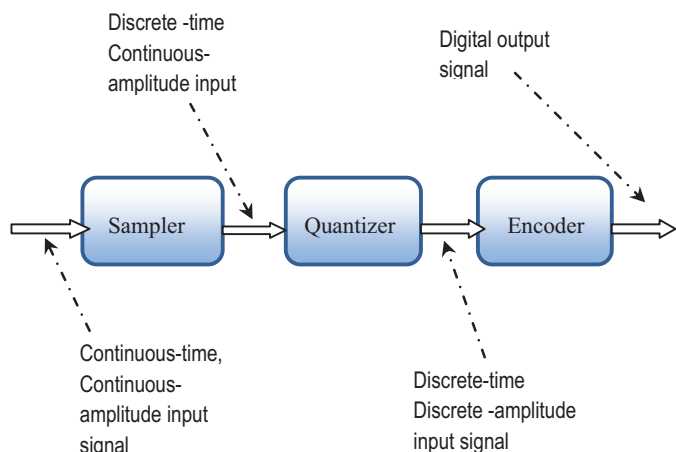 Discrete -time
Continuous-
amplitude input
Digital output
signal
Sampler
Quantizer
Encoder
Continuous-time,
Continuous-
amplitude input
signal
Discrete-time
Discrete -amplitude
input signal